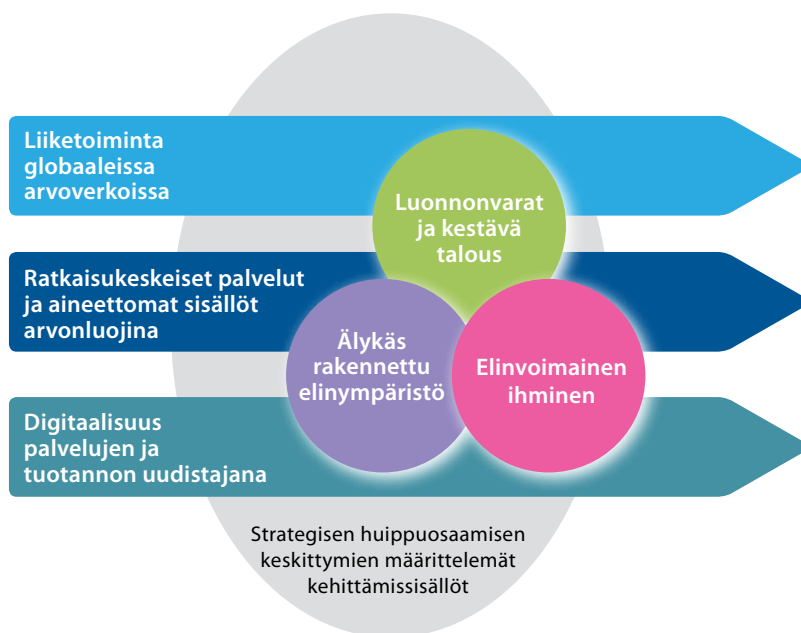 Liiketoiminta
globaaleissa
arvoverkoissa
Luonnonvarat
ja kestävä
talous
Ratkaisukeskeiset palvelut
ja aineettomat sisällöt
arvonluojina
Älykäs
rakennettu
elinympäristö
Elinvoimainen
ihminen
Digitaalisuus
palvelujen ja
tuotannon uudistajana
Strategisen huippuosaamisen
keskittymien määrittelemät
kehittämissisällöt